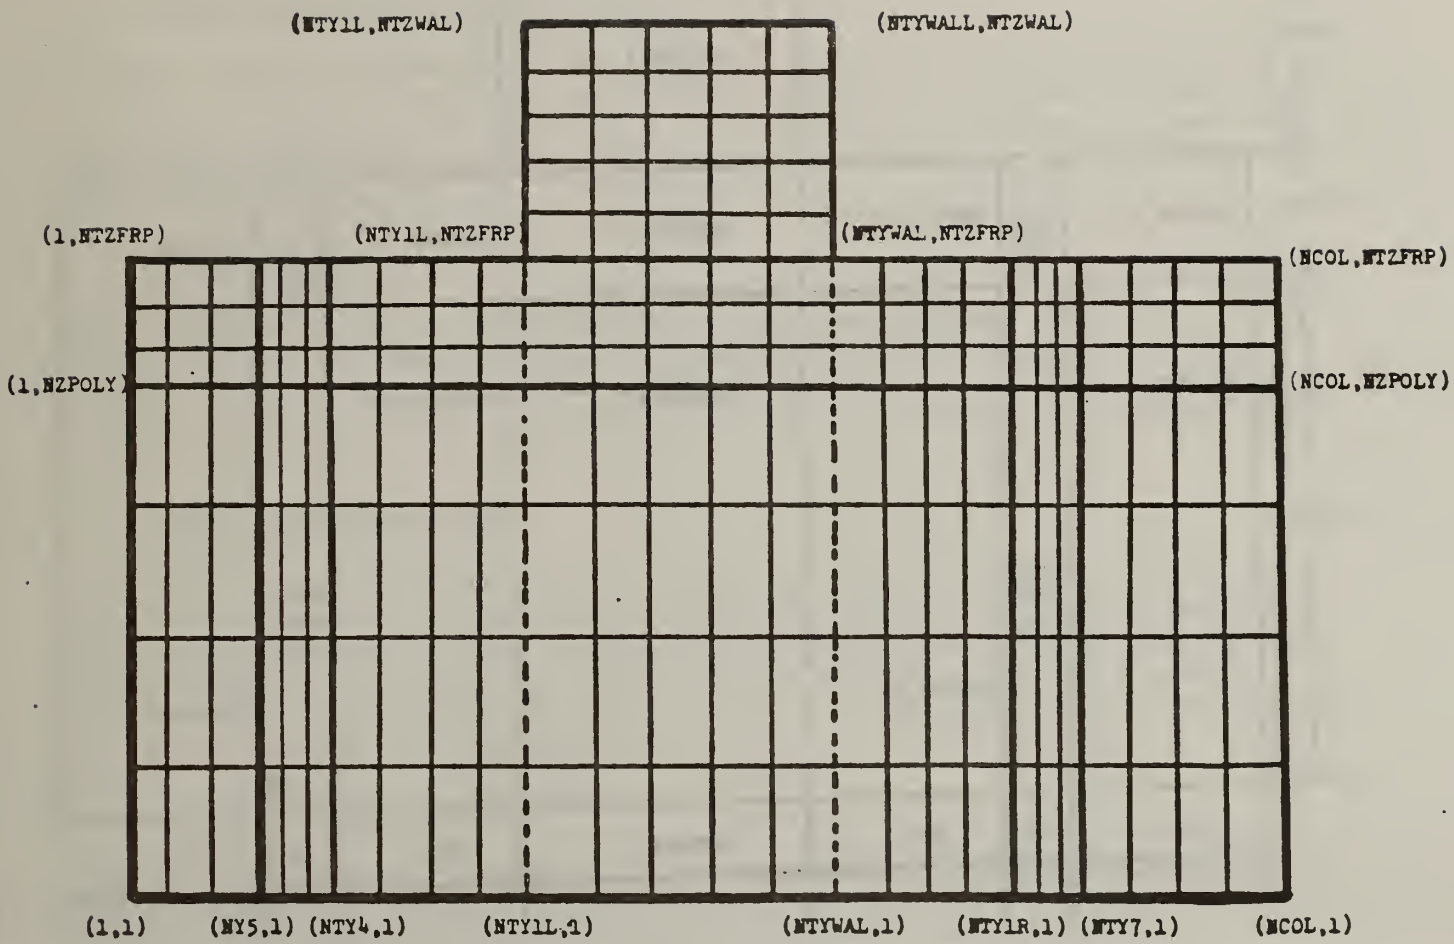 (NTY1L,NTZWAL) (NTYWALL,NTZWAL)
(1,NTZFRP) (NTY1L,NTZFRP) (NTYWAL,NTZFRP)
(NCOL,NTZFRP)
(1,NZPOLY) (NCOL,NZPOLY)
(1,1) (NY5,1) (NTY4,1) (NTY1L,1) (NTYWAL,1) (NTY1R,1) (NTY7,1) (NCOL,1)